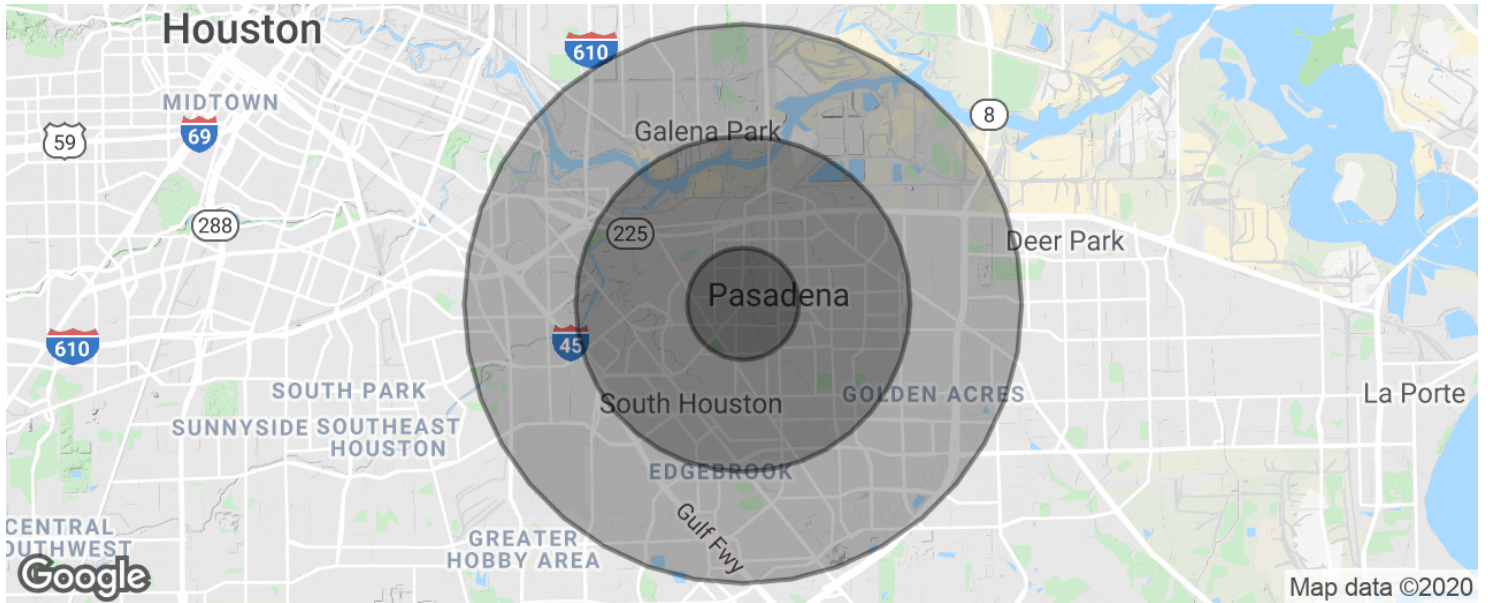 Houston
610
MIDTOWN
8
59
69
Galena Park
288
225
Deer Park
Pasadena
610
45
SOUTH PARK
GOLDEN ACRES
La Porte
South Houston
SUNNYSIDE
SOUTHEAST
HOUSTON
EDGEBROOK
Gulf Fwy
CENTRAL
OUTHWEST
GREATER
HOBBY AREA
Google
Map data ©2020